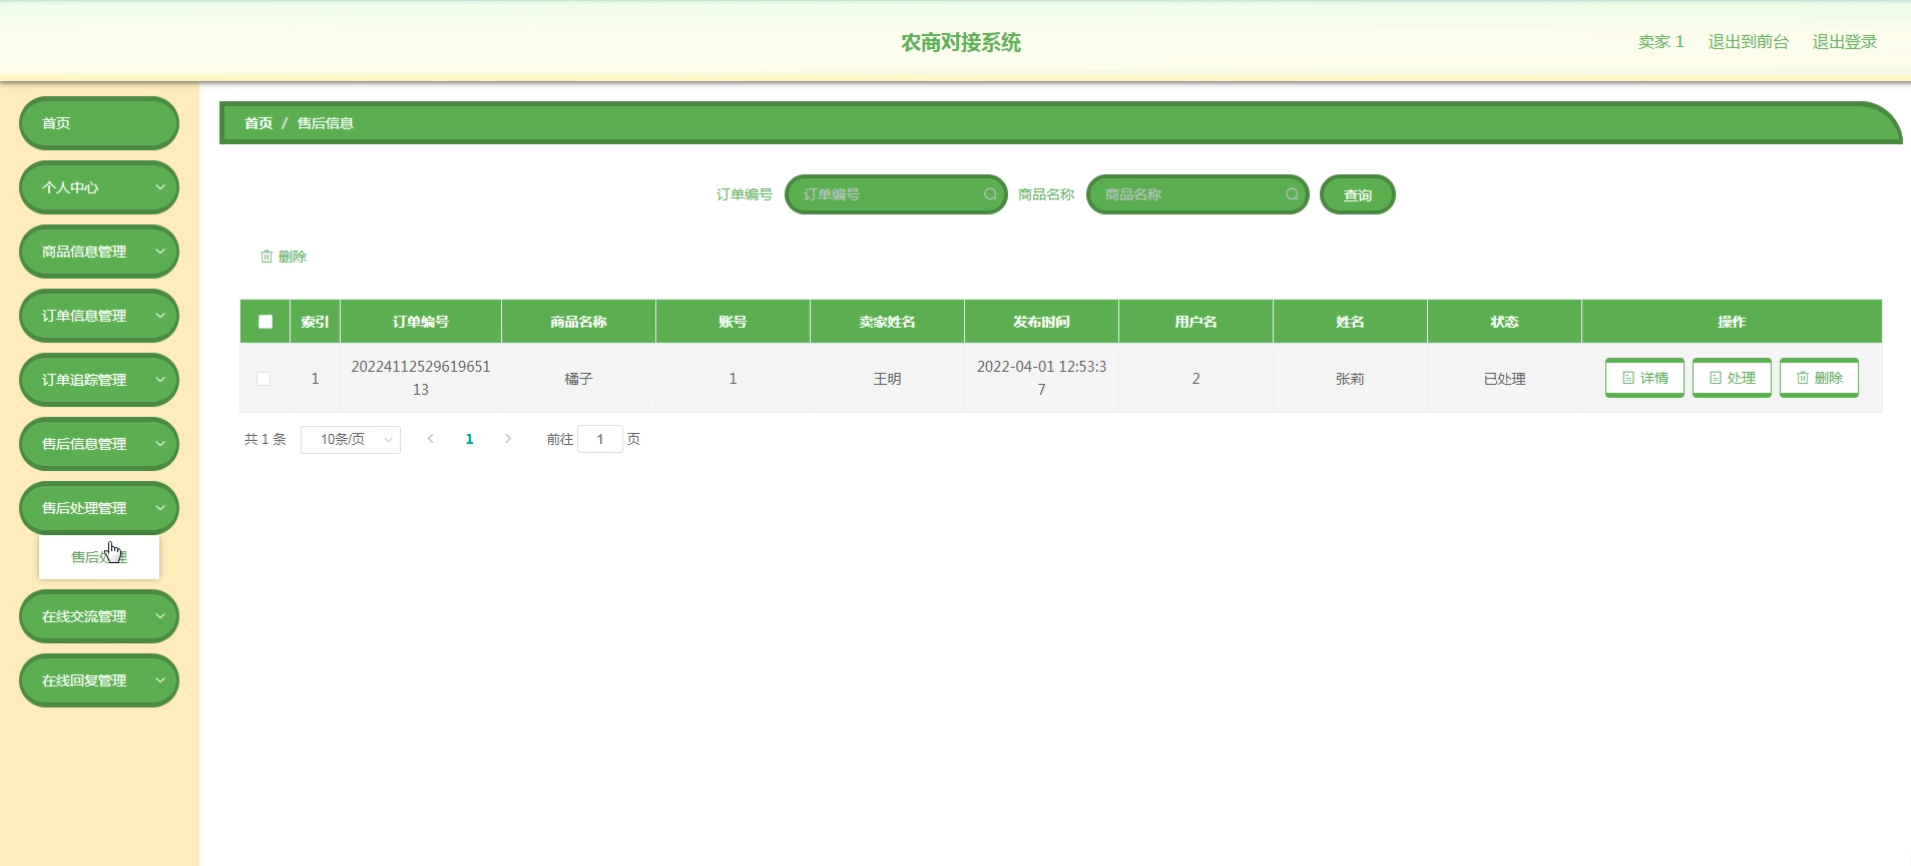 农商对接系统
卖家 1 退出到前台 退出登录
首页
个人中心
商品信息管理
订单信息管理
订单追踪管理
售后信息管理
售后处理管理
售后处理
在线交流管理
在线回复管理
首页 / 售后信息
订单编号 订单编号 商品名称 商品名称 查询
删除
索引 订单编号 商品名称 账号 卖家姓名 发布时间 用户名 姓名 状态 操作
1 20224112529619651
13 橘子 1 王明 2022-04-01 12:53:3
7 2 张莉 已处理 详情 处理 删除
共 1 条 10条/页 1 前往 1 页